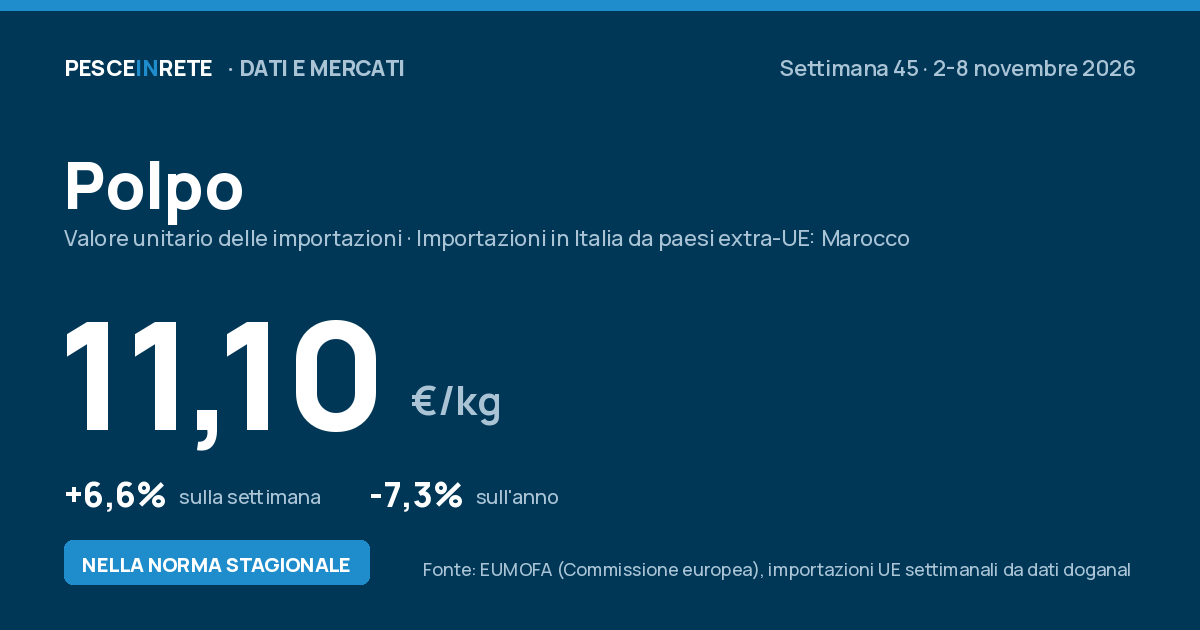 PESCEINRETE · DATI E MERCATI
Settimana 45 · 2-8 novembre 2026
Polpo
Valore unitario delle importazioni · Importazioni in Italia da paesi extra-UE: Marocco
11,10 €/kg
+6,6% sulla settimana -7,3% sull'anno
NELLA NORMA STAGIONALE
Fonte: EUMOFA (Commissione europea), importazioni UE settimanali da dati doganal